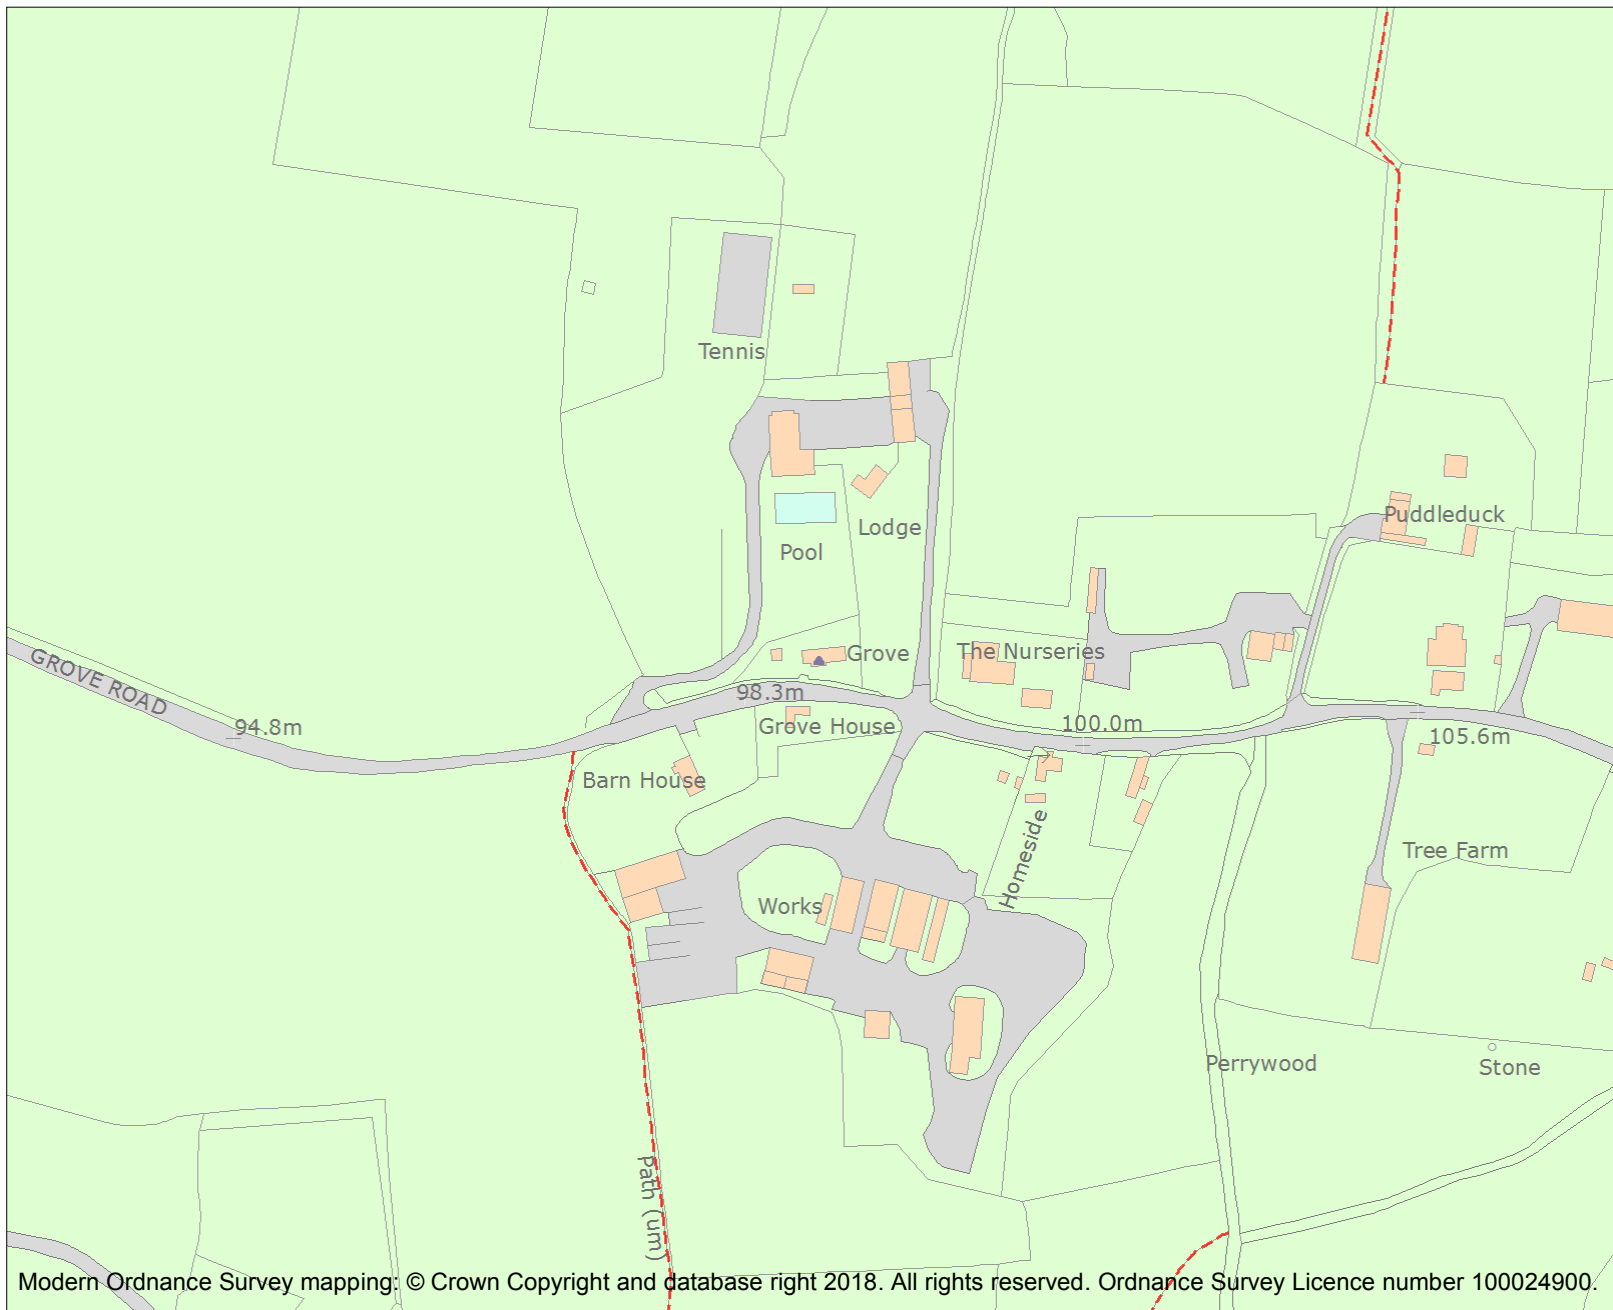 Tennis
Puddleduck
Lodge
Pool
The Nurseries
Grove
GROVE ROAD
98.3m
94.8m
Grove House
100.0m
105.6m
Barn House
Homeside
Tree Farm
Works
Perrywood
Stone
Path (um)
Modern Ordnance Survey mapping: © Crown Copyright and database right 2018. All rights reserved. Ordnance Survey Licence number 100024900.